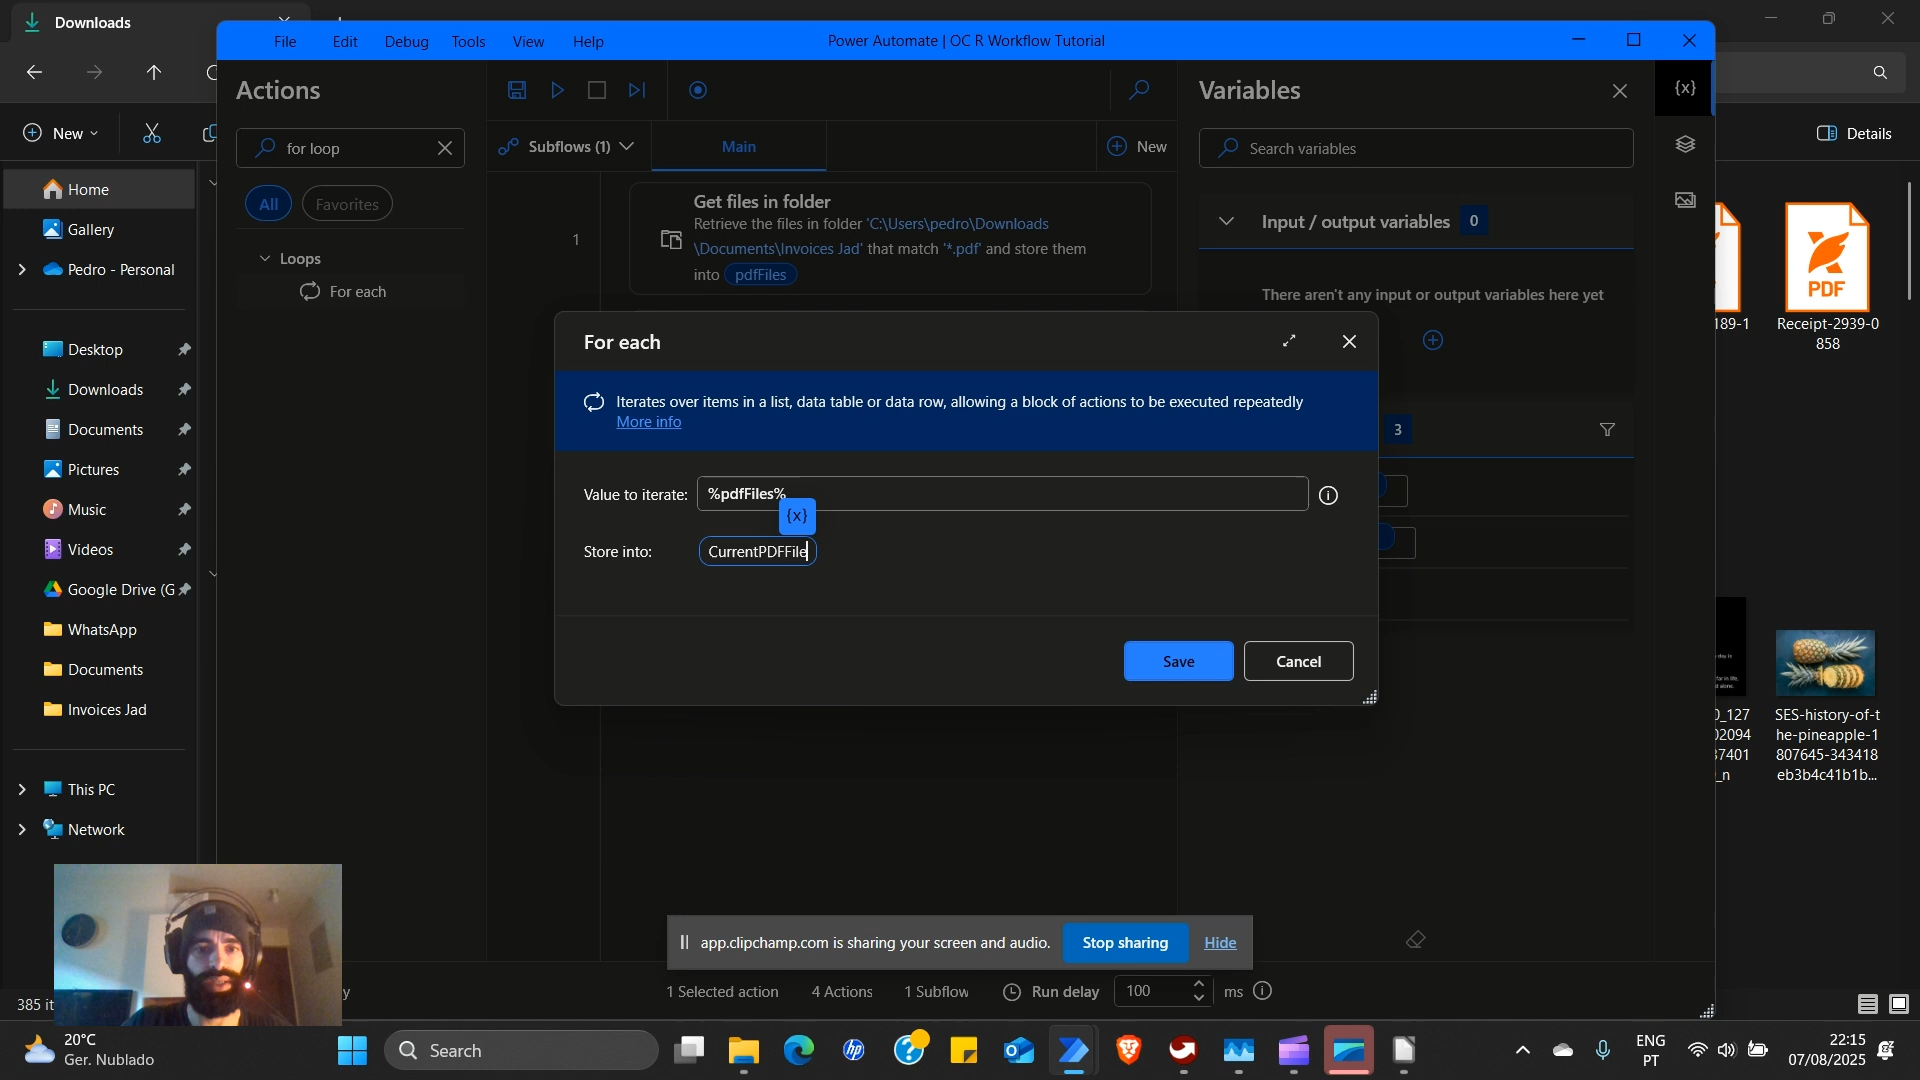 Downloads
File Edit Debug Tools View Help
Power Automate | OC R Workflow Tutorial
Actions
Variables
{x}
New
for loop
Subflows (1)
Main
New
Search variables
Details
Home
All
Favorites
Get files in folder
Retrieve the files in folder 'C:\Users\pedro\Downloads
\Documents\Invoices Jad' that match '*.pdf' and store them
into pdfFiles
1
Input / output variables 0
Gallery
Loops
Pedro - Personal
For each
There aren't any input or output variables here yet
PDF
189-1
Receipt-2939-0
858
Desktop
Downloads
Documents
Pictures
Music
Videos
Google Drive (G
WhatsApp
Documents
Invoices Jad
This PC
Network
For each
Iterates over items in a list, data table or data row, allowing a block of actions to be executed repeatedly
More info
3
Value to iterate:
%pdfFiles%
{x}
Store into:
CurrentPDFFile
Save
Cancel
SES-history-of-t
he-pineapple-1
807645-343418
eb3b4c41b1b...
app.clipchamp.com is sharing your screen and audio.
Stop sharing
Hide
385 it
1 Selected action
4 Actions
1 Subflow
Run delay
100
ms
20°C
Ger. Nublado
Search
ENG
PT
22:15
07/08/2025